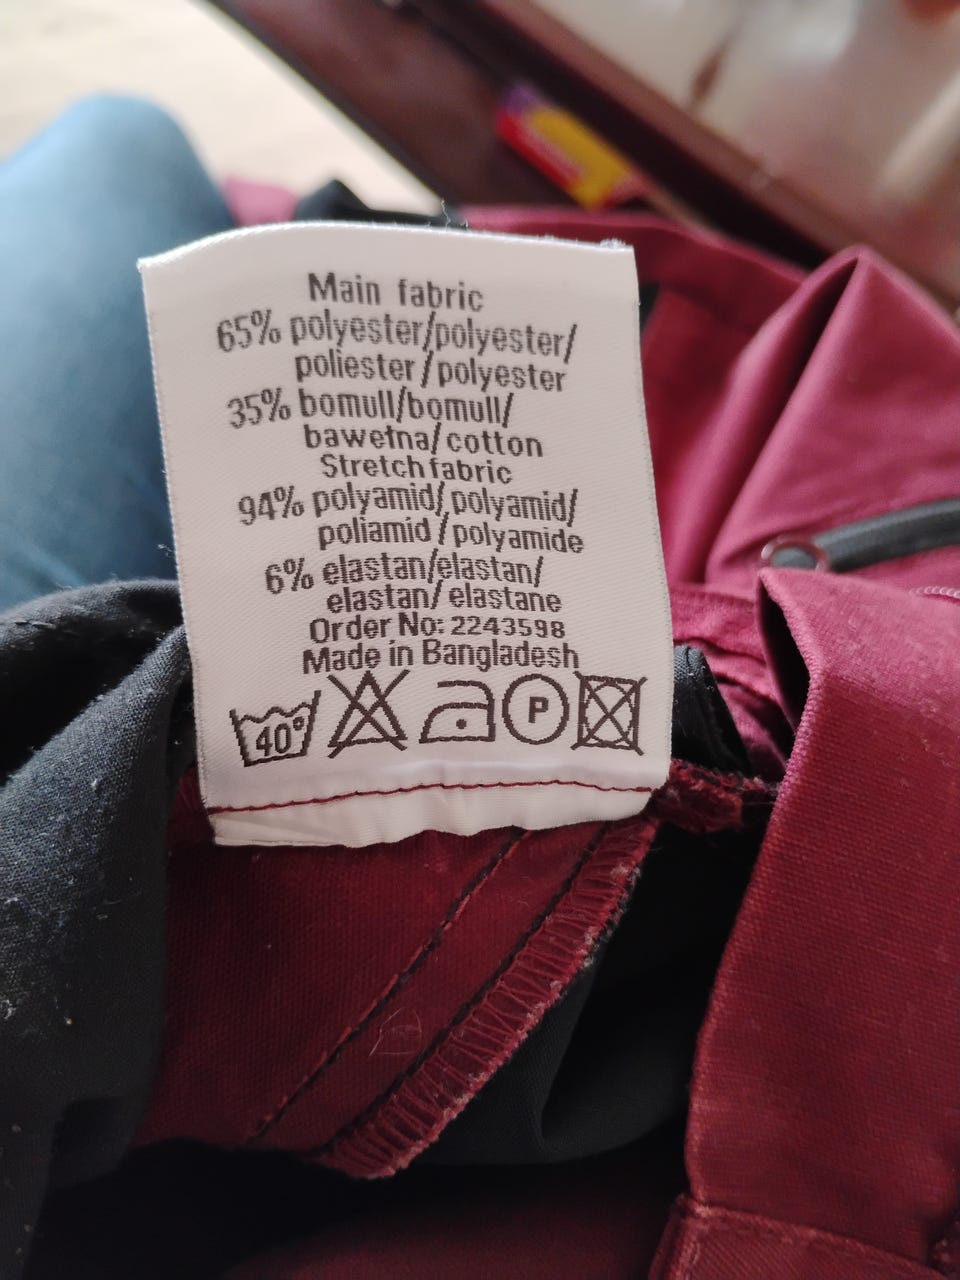 Main fabric
65% polyester/polyester/
poliester/polyester
35% bomull/bomull/
bawełna/cotton
Stretch fabric
94% polyamid/polyamid/
poliamid/polyamide
6% elastan/elastan/
elastan/elastane
Order No: 2243598
Made in Bangladesh
40° P